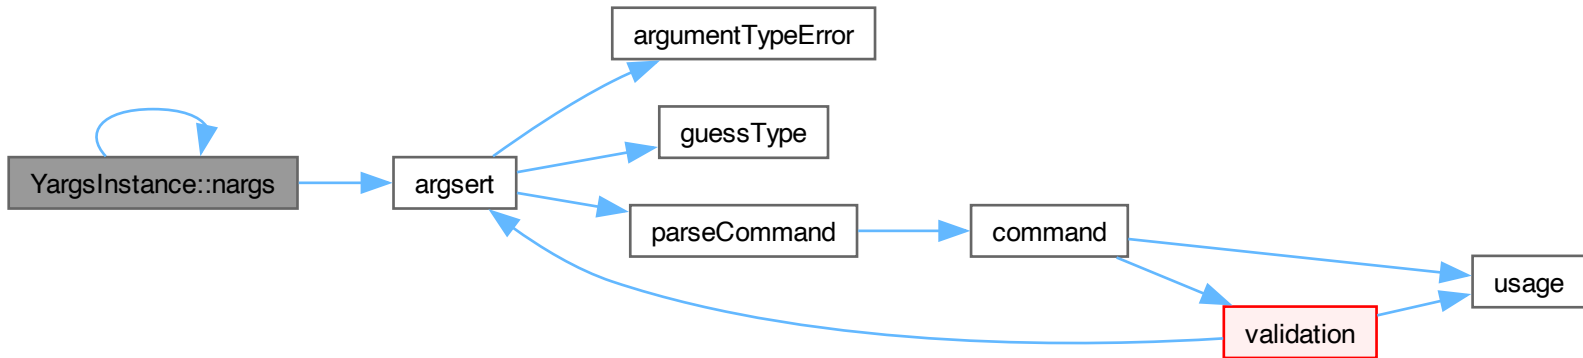 YargsInstance::nargs
argsert
argumentTypeError
guessType
parseCommand
command
usage
validation